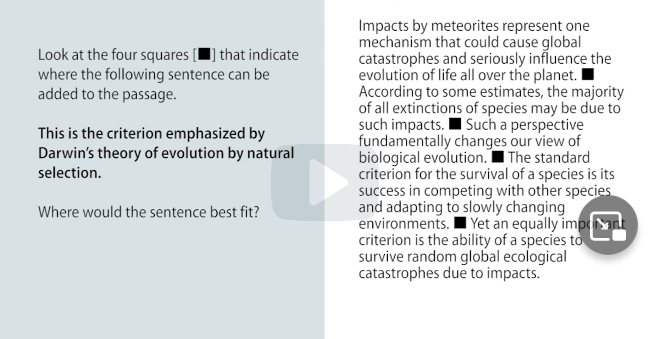 Look at the four squares [■] that indicate
where the following sentence can be
added to the passage.
This is the criterion emphasized by
Darwin's theory of evolution by natural
selection.
Where would the sentence best fit?
Impacts by meteorites represent one
mechanism that could cause global
catastrophes and seriously influence the
evolution of life all over the planet. ■
According to some estimates, the majority
of all extinctions of species may be due to
such impacts. ■ Such a perspective
fundamentally changes our view of
biological evolution. ■ The standard
criterion for the survival of a species is its
success in competing with other species
and adapting to slowly changing
environments. ■ Yet an equally important
criterion is the ability of a species to
survive random global ecological
catastrophes due to impacts.